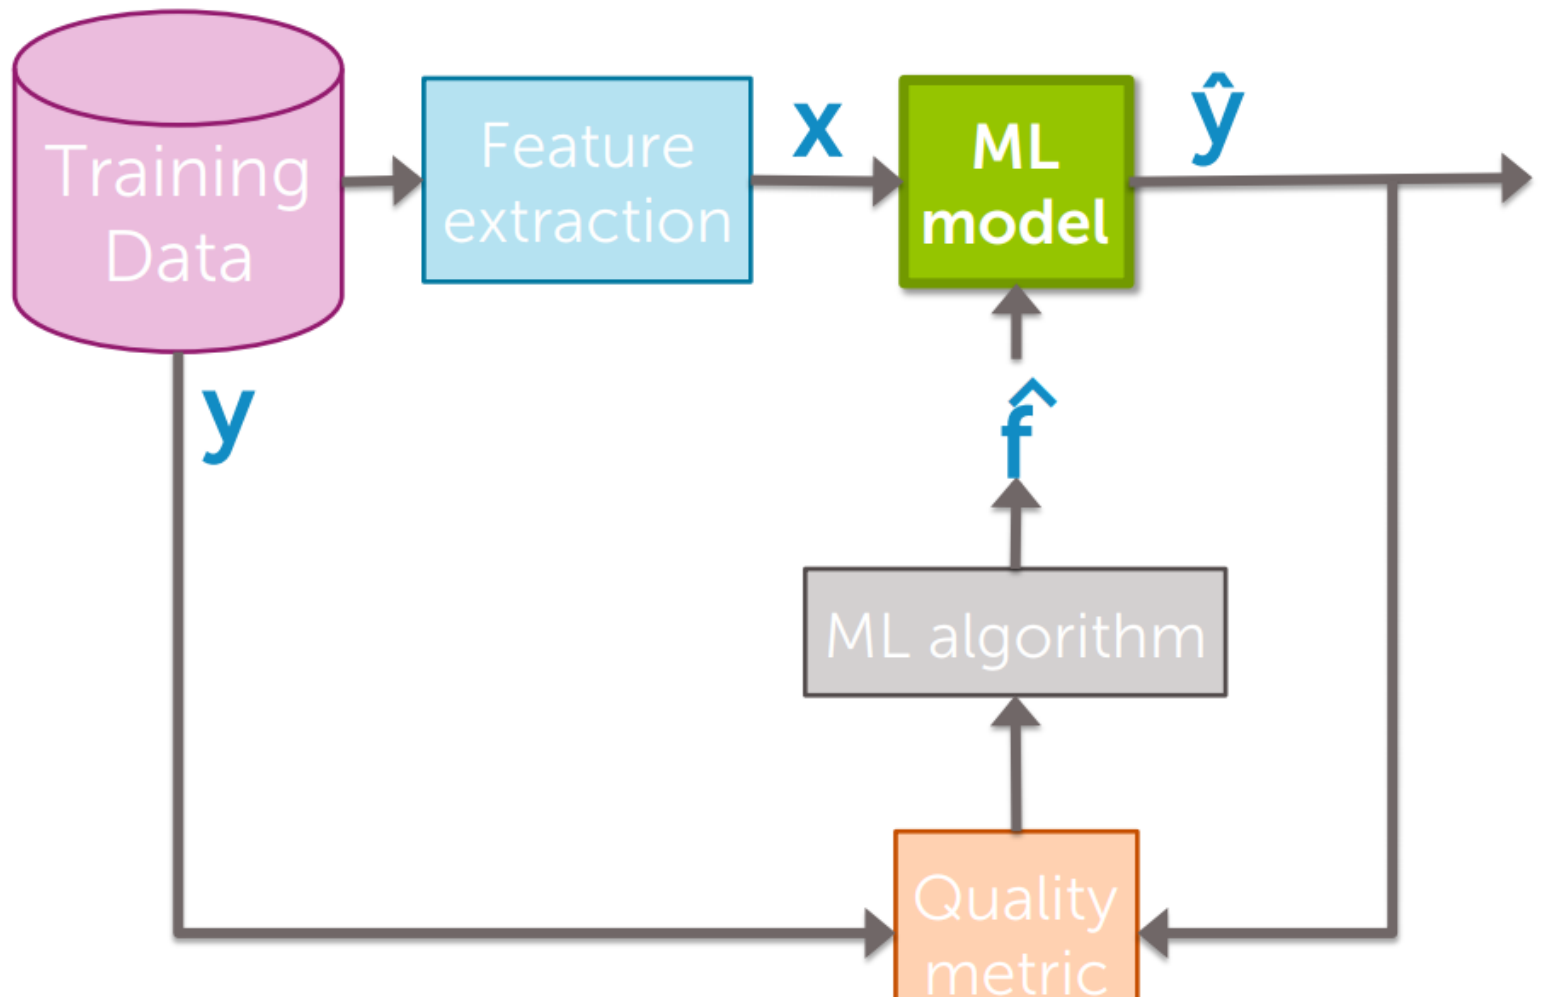 Training
Data
Feature
extraction
x
ML
model
ŷ
y
f̂
ML algorithm
Quality
metric